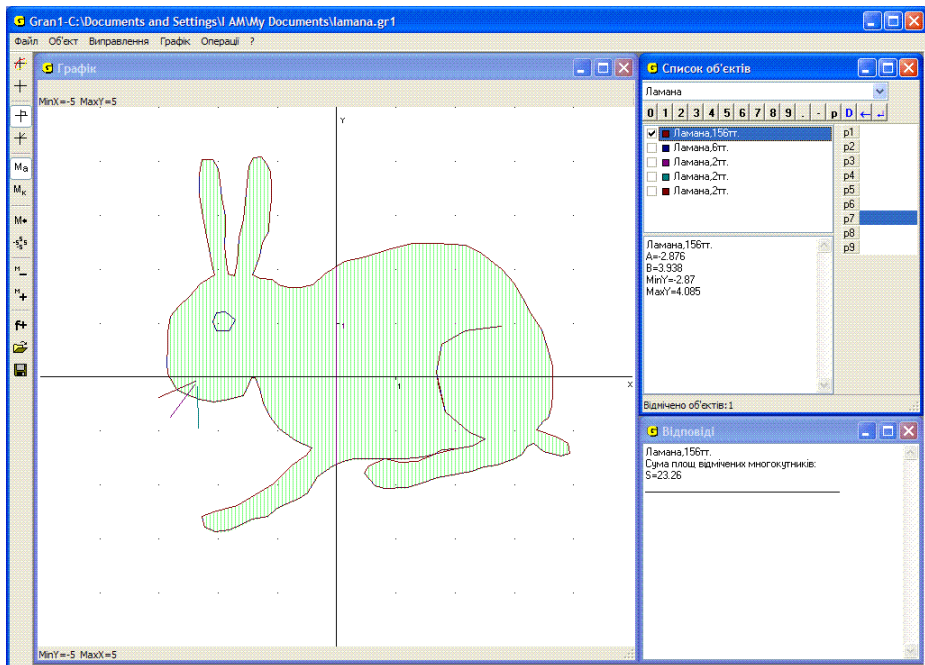 Gran1-C:\Documents and Settings\I AM\My Documents\lamana.gr1
Файл Об'єкт Виправлення Графік Операції ?
Графік
MinX=-5 MaxY=5
Y
1
1
X
MinY=-5 MaxX=5
Ma
Mк
M*
-s%s
M_
M+
f+
Список об'єктів
Ламана
0 1 2 3 4 5 6 7 8 9 . - p D ← ↲
Ламана,156тт.
Ламана,6тт.
Ламана,2тт.
Ламана,2тт.
Ламана,2тт.
p1
p2
p3
p4
p5
p6
p7
p8
p9
Ламана,156тт.
A=-2.876
B=3.938
MinY=-2.87
MaxY=4.085
Відмічено об'єктів:1
Відповіді
Ламана,156тт.
Сума площ відмічених многокутників:
S=23.26